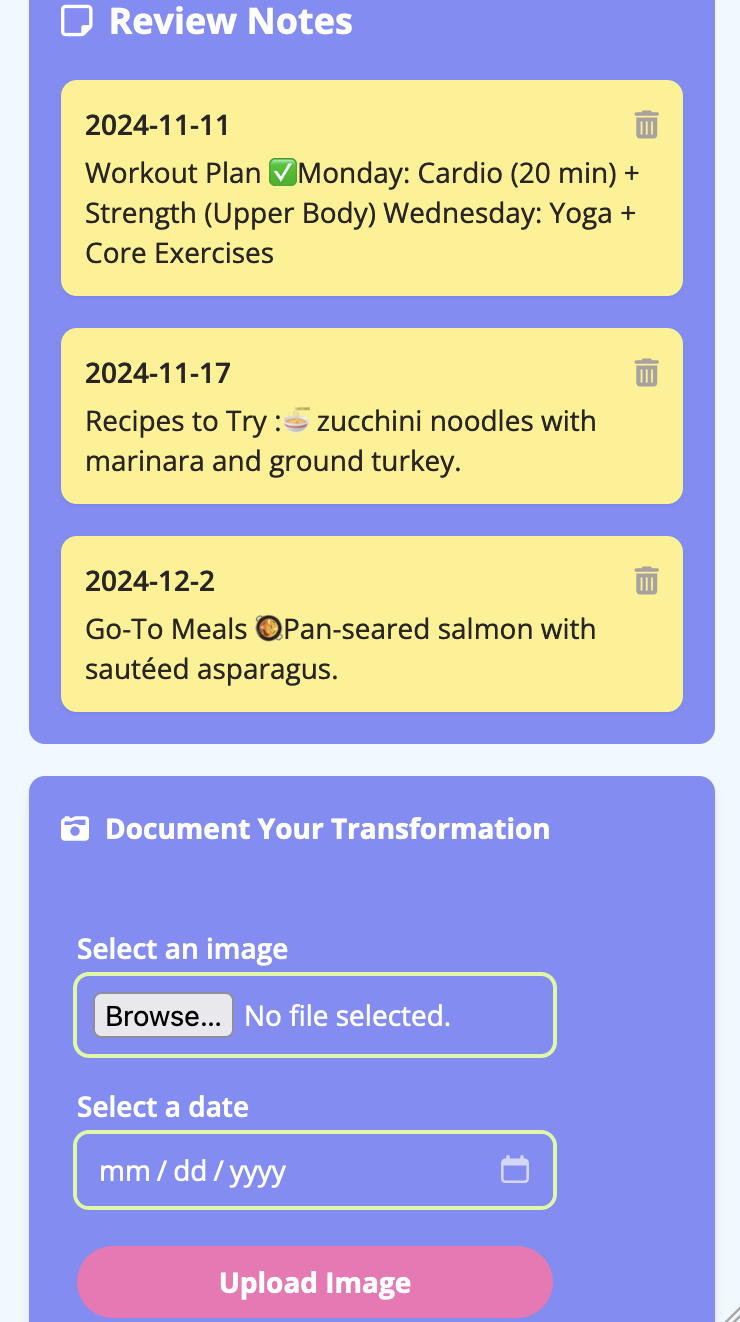 Review Notes
2024-11-11
Workout Plan ✅Monday: Cardio (20 min) +
Strength (Upper Body) Wednesday: Yoga +
Core Exercises
2024-11-17
Recipes to Try :🍜 zucchini noodles with
marinara and ground turkey.
2024-12-2
Go-To Meals 🥘Pan-seared salmon with
sautéed asparagus.
Document Your Transformation
Select an image
Browse... No file selected.
Select a date
mm / dd / yyyy
Upload Image